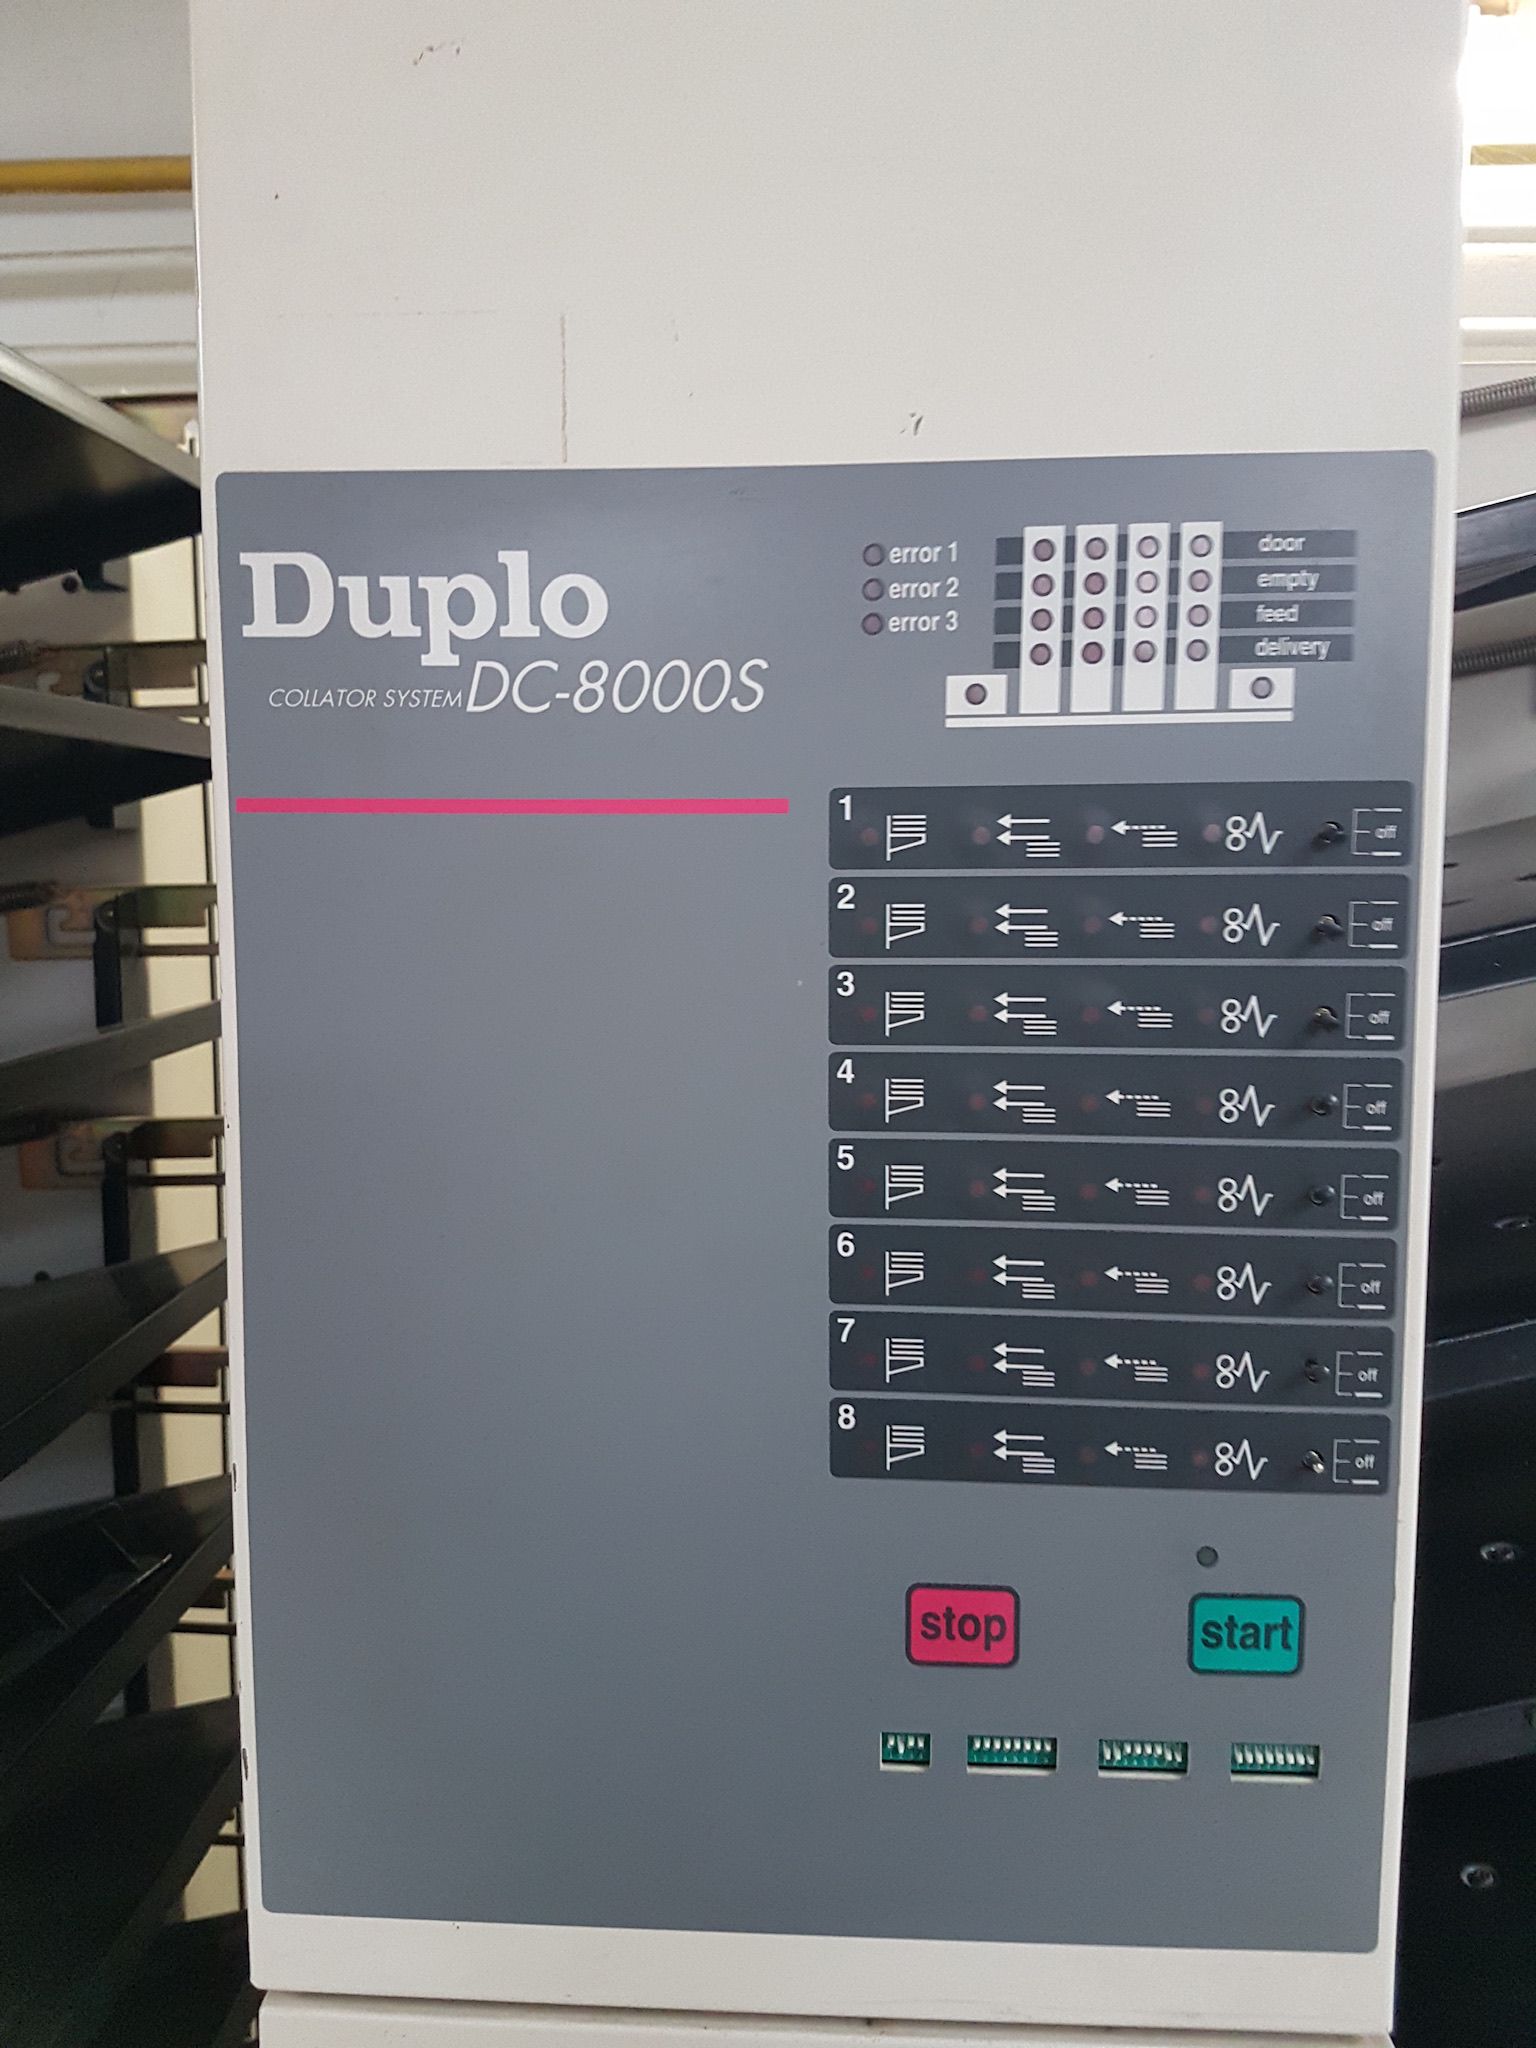 Duplo
COLLATOR SYSTEM DC-8000S
error 1
error 2
error 3
door
empty
feed
delivery
1
off
2
off
3
off
4
off
5
off
6
off
7
off
8
off
stop
start